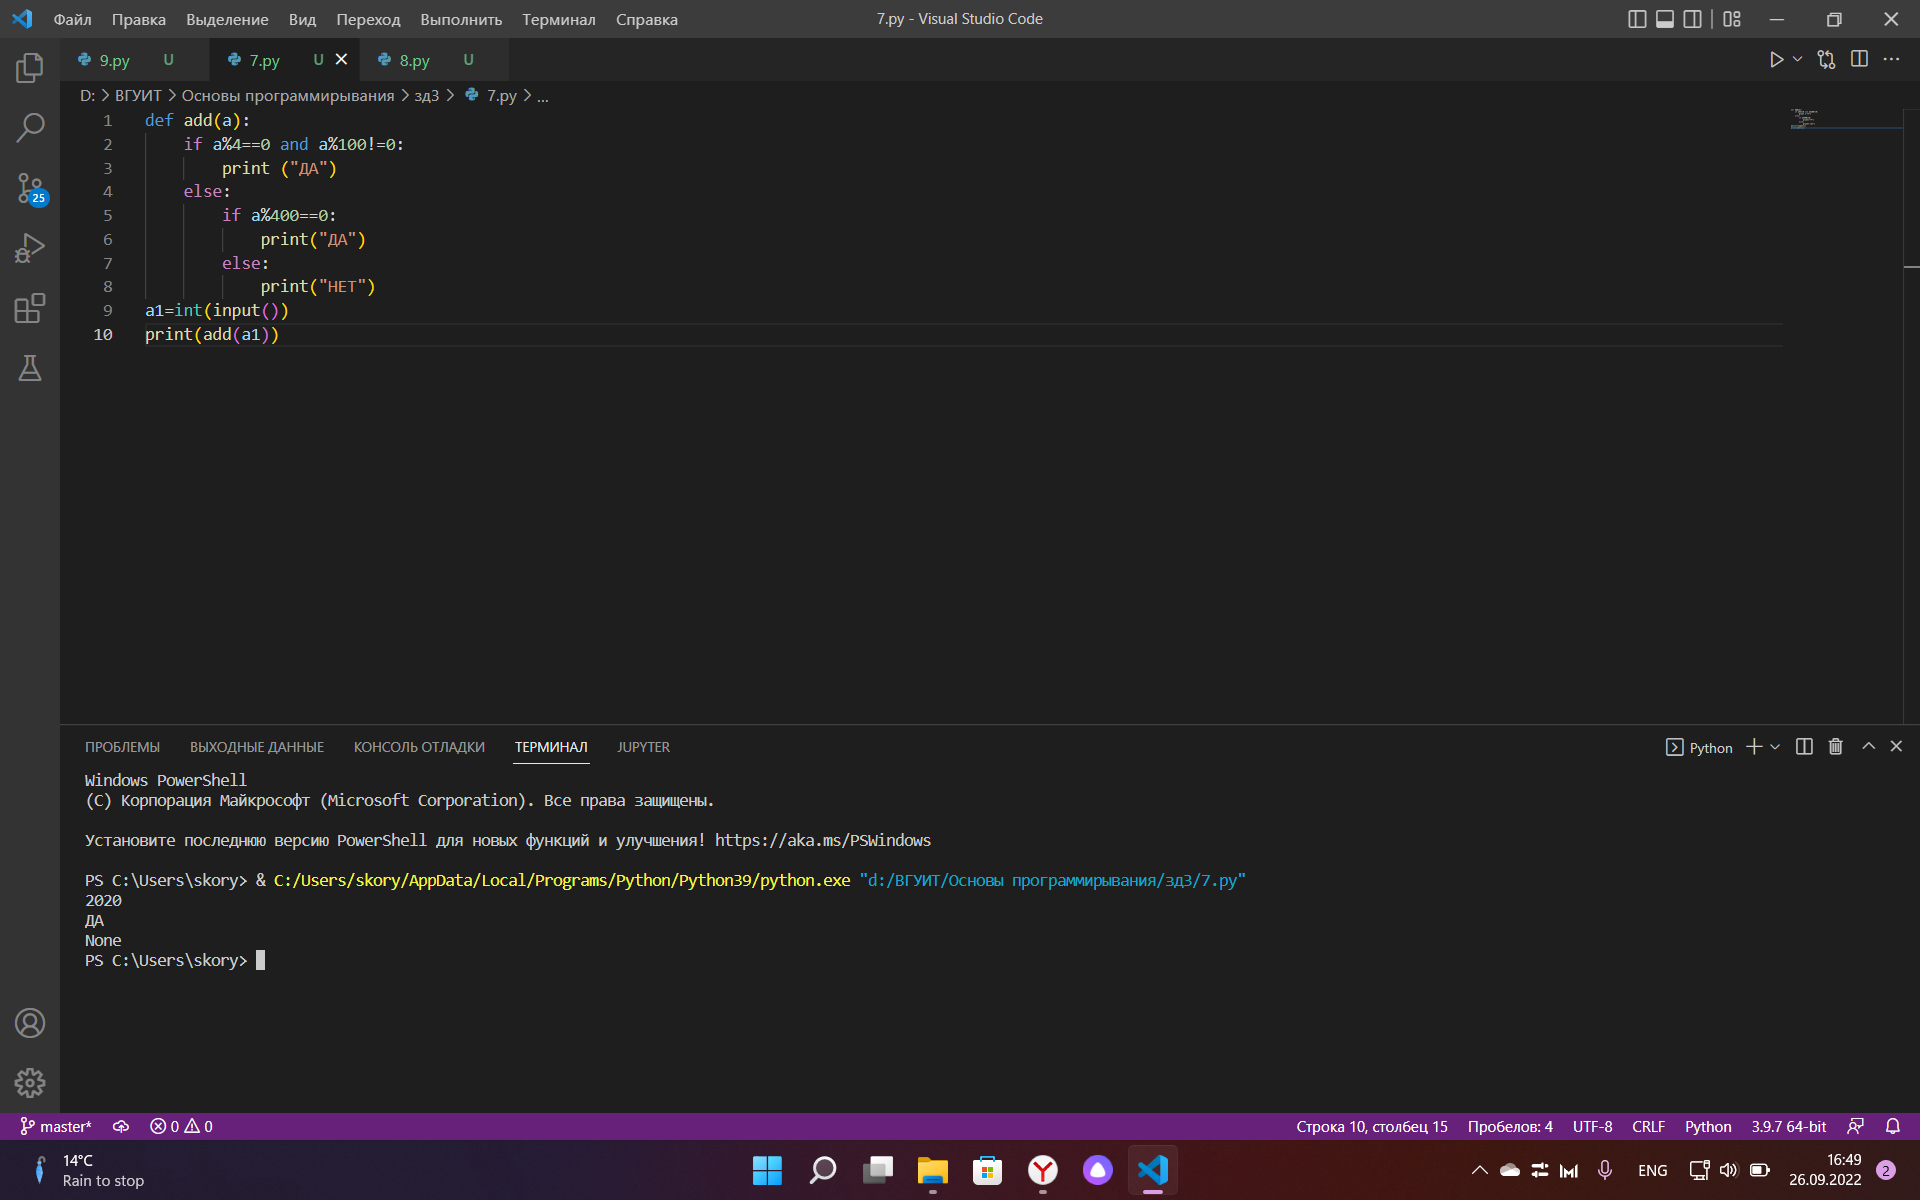 Файл Правка Выделение Вид Переход Выполнить Терминал Справка 7.py - Visual Studio Code
9.py U 7.py U 8.py U
D: > ВГУИТ > Основы программирывания > зд3 > 7.py > ...
1 def add(a):
2 if a%4==0 and a%100!=0:
3 print ("ДА")
4 else:
5 if a%400==0:
6 print("ДА")
7 else:
8 print("НЕТ")
9 a1=int(input())
10 print(add(a1))
25
ПРОБЛЕМЫ ВЫХОДНЫЕ ДАННЫЕ КОНСОЛЬ ОТЛАДКИ ТЕРМИНАЛ JUPYTER Python
Windows PowerShell
(C) Корпорация Майкрософт (Microsoft Corporation). Все права защищены.
Установите последнюю версию PowerShell для новых функций и улучшения! https://aka.ms/PSWindows
PS C:\Users\skory> & C:/Users/skory/AppData/Local/Programs/Python/Python39/python.exe "d:/ВГУИТ/Основы программирывания/зд3/7.py"
2020
ДА
None
PS C:\Users\skory>
master* 0 0 Строка 10, столбец 15 Пробелов: 4 UTF-8 CRLF Python 3.9.7 64-bit
14°C
Rain to stop
ENG
16:49
26.09.2022
2